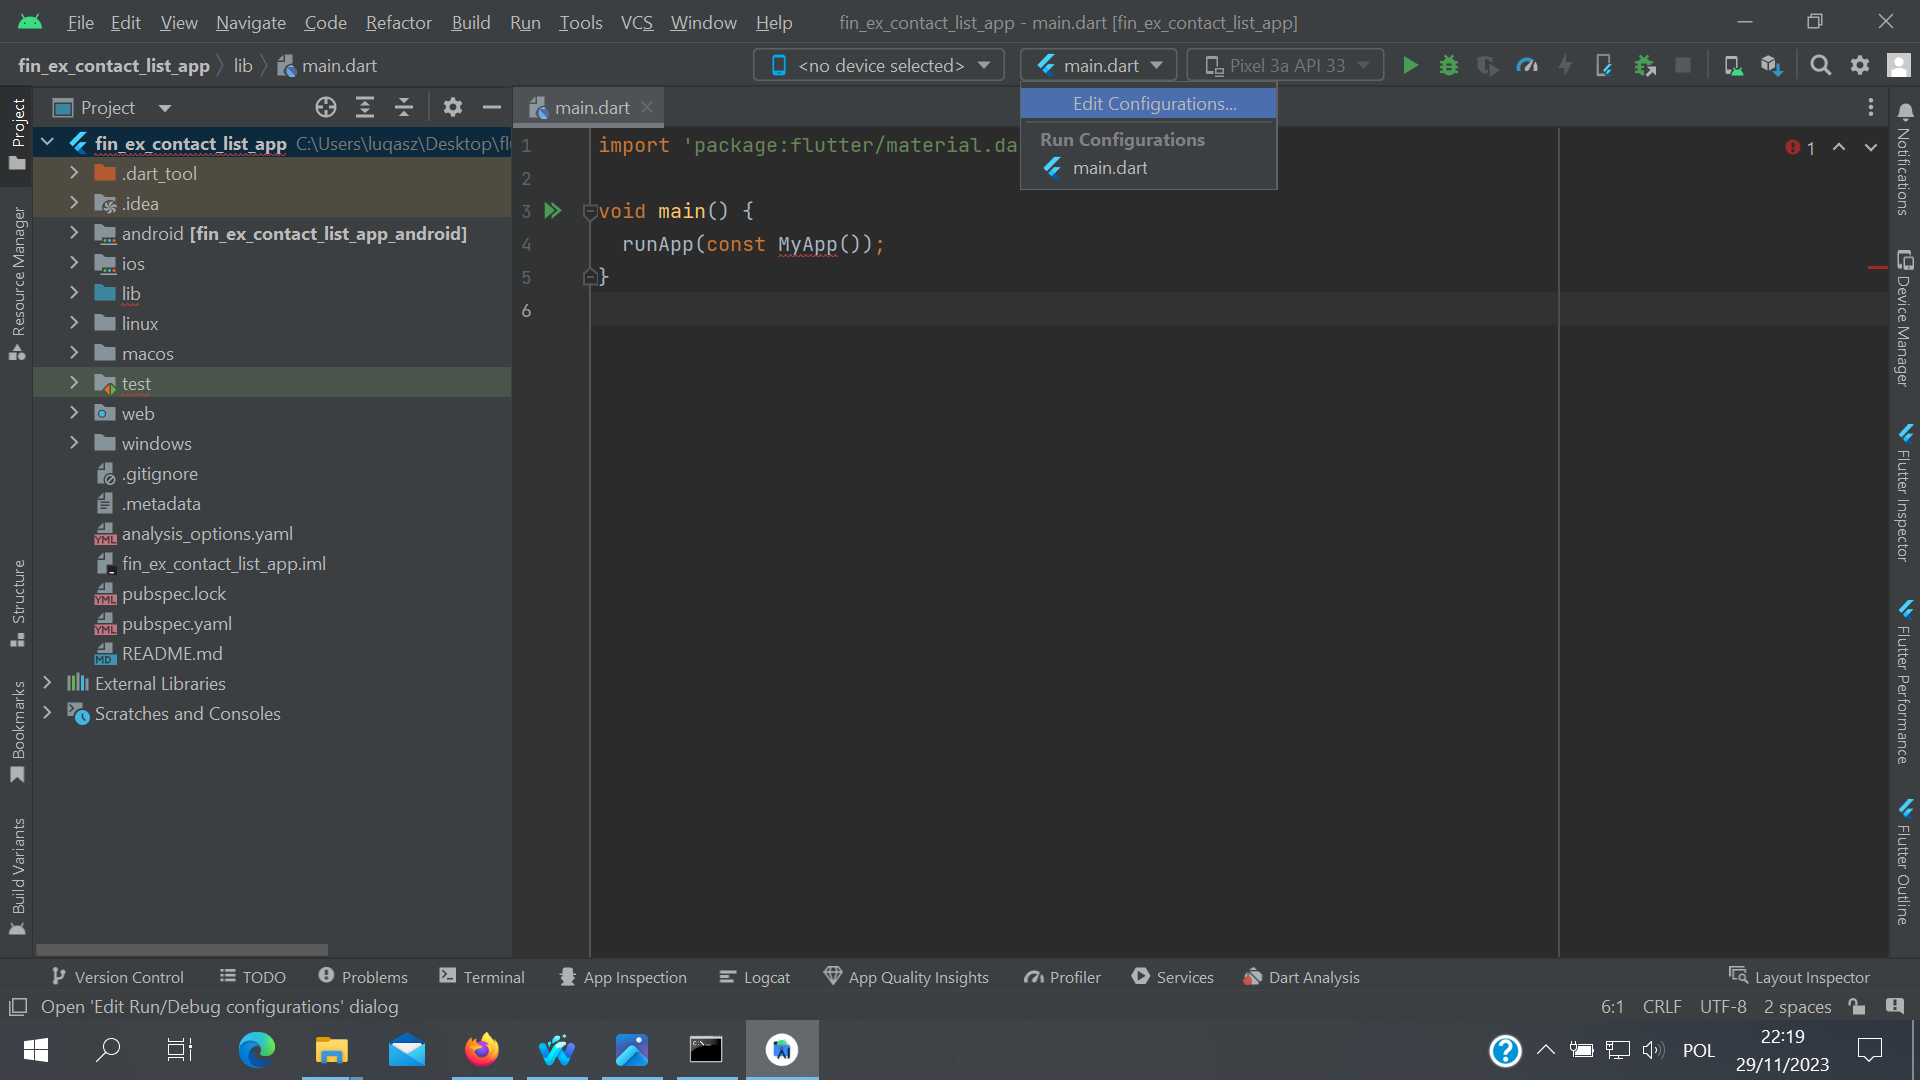 File Edit View Navigate Code Refactor Build Run Tools VCS Window Help fin_ex_contact_list_app - main.dart [fin_ex_contact_list_app]
fin_ex_contact_list_app lib main.dart <no device selected> main.dart Pixel 3a API 33
Project
main.dart
Edit Configurations...
Run Configurations
main.dart
fin_ex_contact_list_app C:\Users\luqasz\Desktop\fl
.dart_tool
.idea
android [fin_ex_contact_list_app_android]
ios
lib
linux
macos
test
web
windows
.gitignore
.metadata
analysis_options.yaml
fin_ex_contact_list_app.iml
pubspec.lock
pubspec.yaml
README.md
External Libraries
Scratches and Consoles
1 import 'package:flutter/material.da
2
3 void main() {
4 runApp(const MyApp());
5 }
6
1
Project
Resource Manager
Structure
Bookmarks
Build Variants
Notifications
Device Manager
Flutter Inspector
Flutter Performance
Flutter Outline
Version Control TODO Problems Terminal App Inspection Logcat App Quality Insights Profiler Services Dart Analysis Layout Inspector
Open 'Edit Run/Debug configurations' dialog 6:1 CRLF UTF-8 2 spaces
POL
22:19
29/11/2023